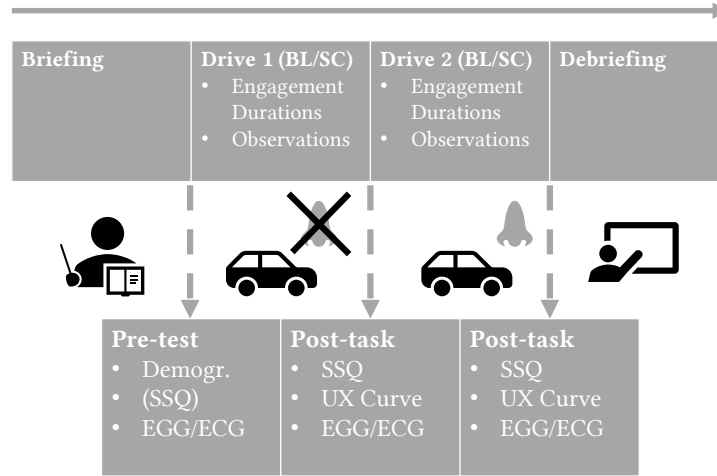 Briefing
Drive 1 (BL/SC)
• Engagement
Durations
• Observations
Drive 2 (BL/SC)
• Engagement
Durations
• Observations
Debriefing
Pre-test
• Demogr.
• (SSQ)
• EGG/ECG
Post-task
• SSQ
• UX Curve
• EGG/ECG
Post-task
• SSQ
• UX Curve
• EGG/ECG